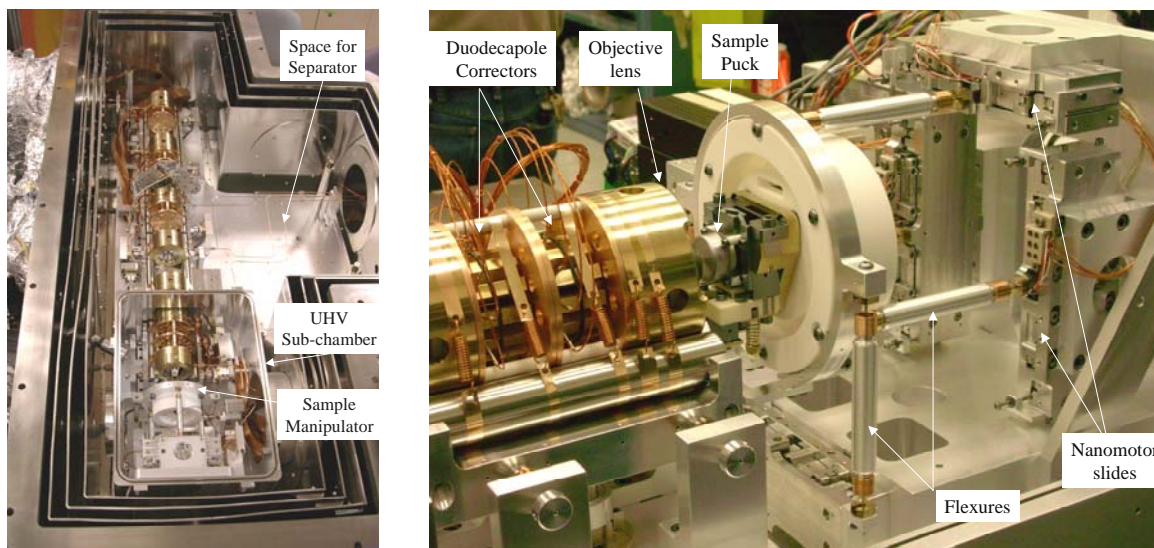 Space for
Separator
UHV
Sub-chamber
Sample
Manipulator
Duodecapole
Correctors
Objective
lens
Sample
Puck
Nanomotor
slides
Flexures